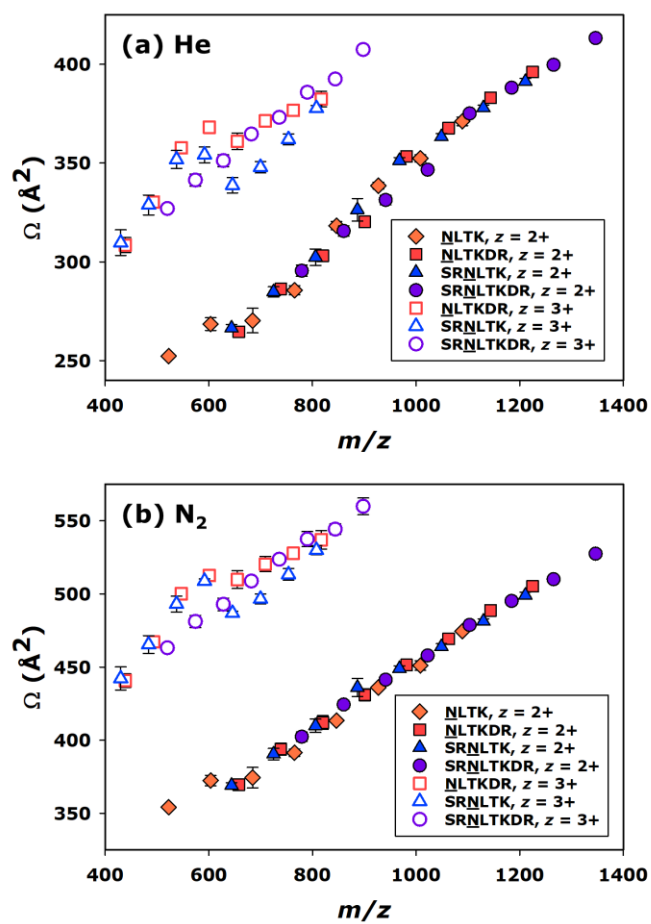 (a) He
400
350
300
250
Ω (Å²)
NLTK, z = 2+
NLTKDR, z = 2+
SRNLTK, z = 2+
SRNLTKDR, z = 2+
NLTKDR, z = 3+
SRNLTK, z = 3+
SRNLTKDR, z = 3+
400 600 800 1000 1200 1400
m/z
(b) N₂
550
500
450
400
350
Ω (Å²)
NLTK, z = 2+
NLTKDR, z = 2+
SRNLTK, z = 2+
SRNLTKDR, z = 2+
NLTKDR, z = 3+
SRNLTK, z = 3+
SRNLTKDR, z = 3+
400 600 800 1000 1200 1400
m/z